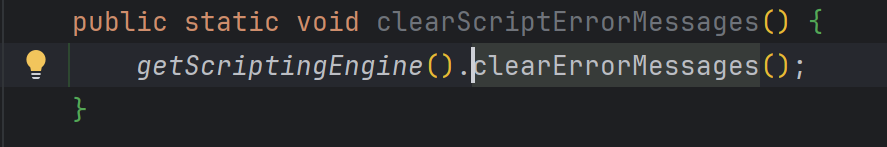 public static void clearScriptErrorMessages() {
getScriptingEngine().clearErrorMessages();
}